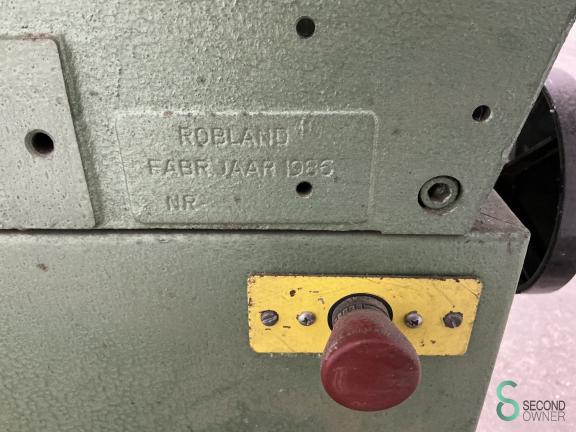 ROBLAND
FABR. JAAR 1986
NR
SECOND
OWNER